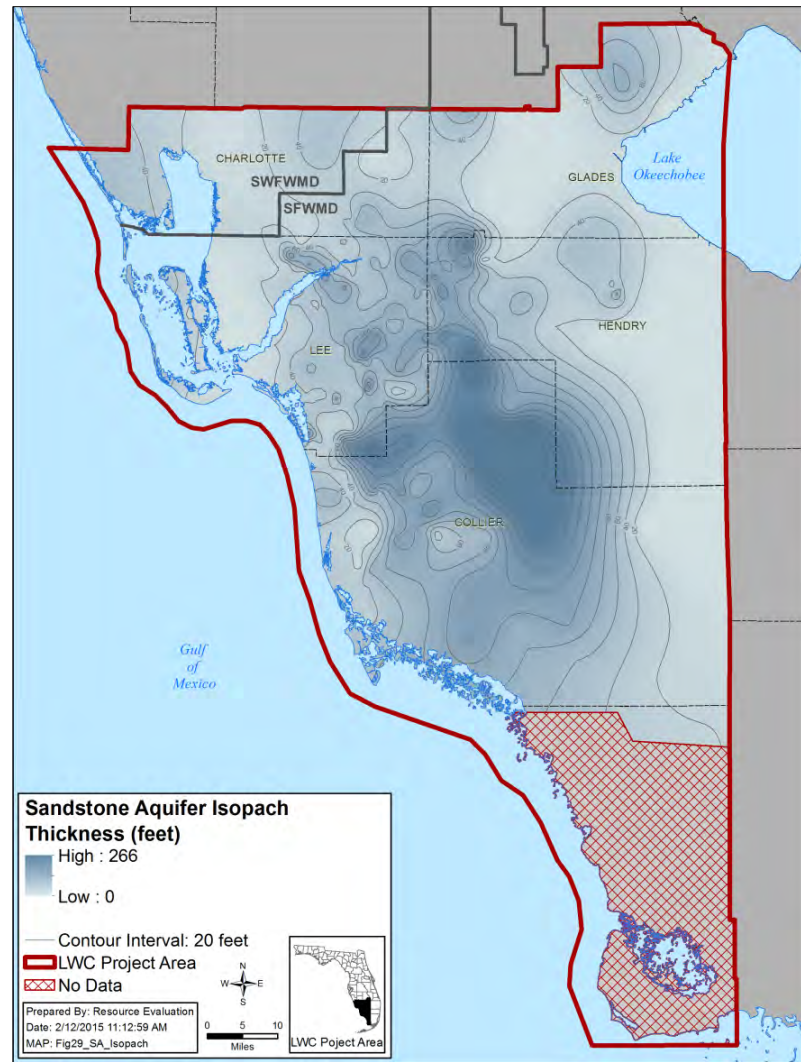 CHARLOTTE
SWFWMD
SFWMD
GLADES
Lake
Okeechobee
HENDRY
LEE
COLLIER
Gulf
of
Mexico
Sandstone Aquifer Isopach
Thickness (feet)
High : 266
Low : 0
Contour Interval: 20 feet
LWC Project Area
No Data
N
W E
S
Prepared By: Resource Evaluation
Date: 2/12/2015 11:12:59 AM
MAP: Fig29_SA_Isopach
0 5 10
Miles
LWC Poject Area